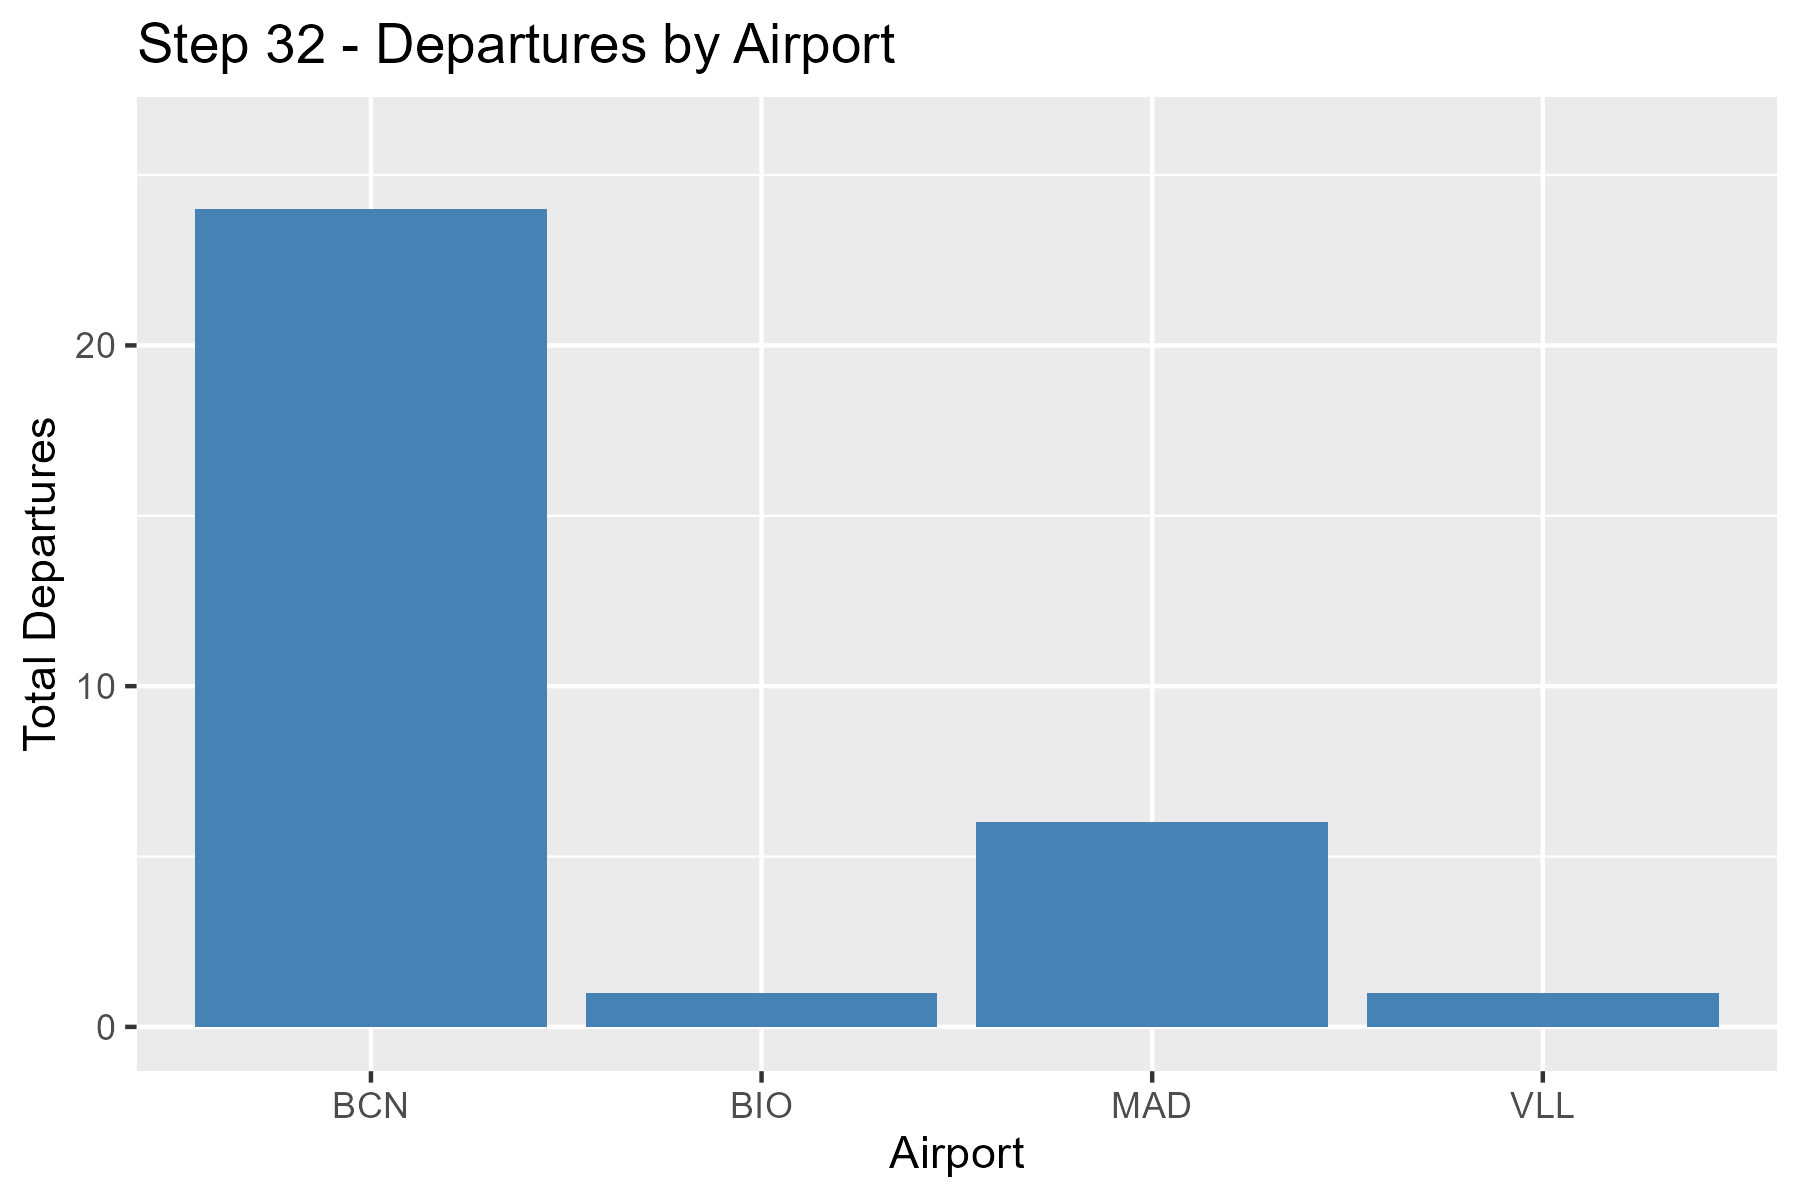 Step 32 - Departures by Airport
Total Departures
20
10
0
BCN BIO MAD VLL
Airport